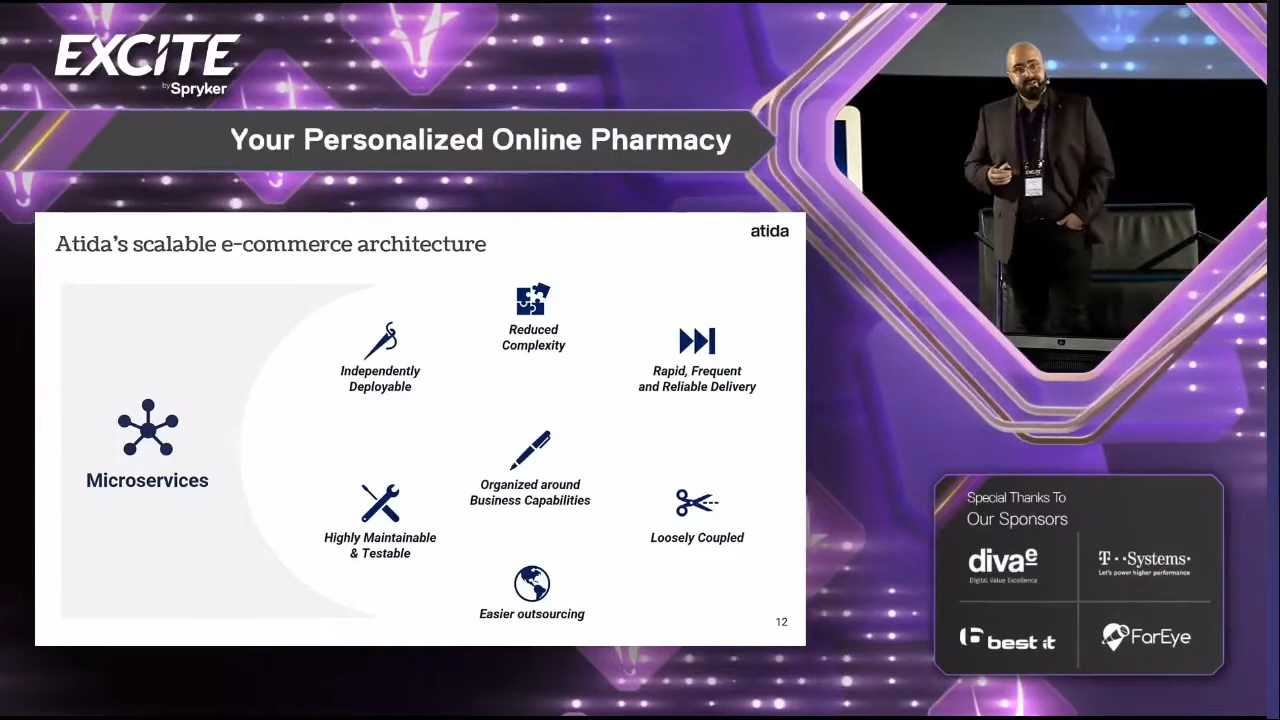 EXCITE
by Spryker
Your Personalized Online Pharmacy
Atida's scalable e-commerce architecture
atida
Reduced
Complexity
Independently
Deployable
Rapid, Frequent
and Reliable Delivery
Microservices
Organized around
Business Capabilities
Highly Maintainable
& Testable
Loosely Coupled
Easier outsourcing
12
EXCITE
Special Thanks To
Our Sponsors
divae
Digital Value Excellence
T··Systems·
Let's power higher performance
best it
FarEye